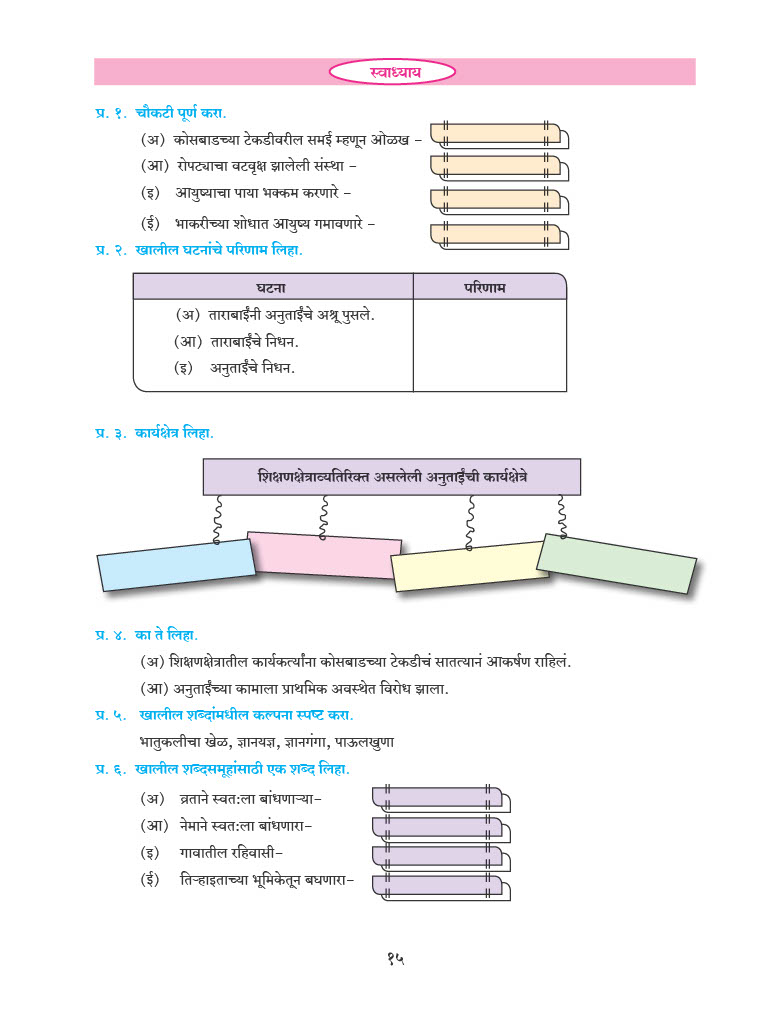 स्वाध्याय
प्र. १. चौकटी पूर्ण करा.
(अ) कोसबाडच्या टेकडीवरील समई म्हणून ओळख –
(आ) रोपट्याचा वटवृक्ष झालेली संस्था –
(इ) आयुष्याचा पाया भक्कम करणारे –
(ई) भाकरीच्या शोधात आयुष्य गमावणारे –
प्र. २. खालील घटनांचे परिणाम लिहा.
घटना परिणाम
(अ) ताराबाईंनी अनुताईंचे अश्रू पुसले.
(आ) ताराबाईंचे निधन.
(इ) अनुताईंचे निधन.
प्र. ३. कार्यक्षेत्र लिहा.
शिक्षणक्षेत्राव्यतिरिक्त असलेली अनुताईंची कार्यक्षेत्रे
प्र. ४. का ते लिहा.
(अ) शिक्षणक्षेत्रातील कार्यकर्त्यांना कोसबाडच्या टेकडीचं सातत्यानं आकर्षण राहिलं.
(आ) अनुताईंच्या कामाला प्राथमिक अवस्थेत विरोध झाला.
प्र. ५. खालील शब्दांमधील कल्पना स्पष्ट करा.
भातुकलीचा खेळ, ज्ञानयज्ञ, ज्ञानगंगा, पाऊलखुणा
प्र. ६. खालील शब्दसमूहांसाठी एक शब्द लिहा.
(अ) व्रताने स्वत:ला बांधणाऱ्या–
(आ) नेमाने स्वत:ला बांधणारा–
(इ) गावातील रहिवासी–
(ई) तिऱ्हाइताच्या भूमिकेतून बघणारा–
१५